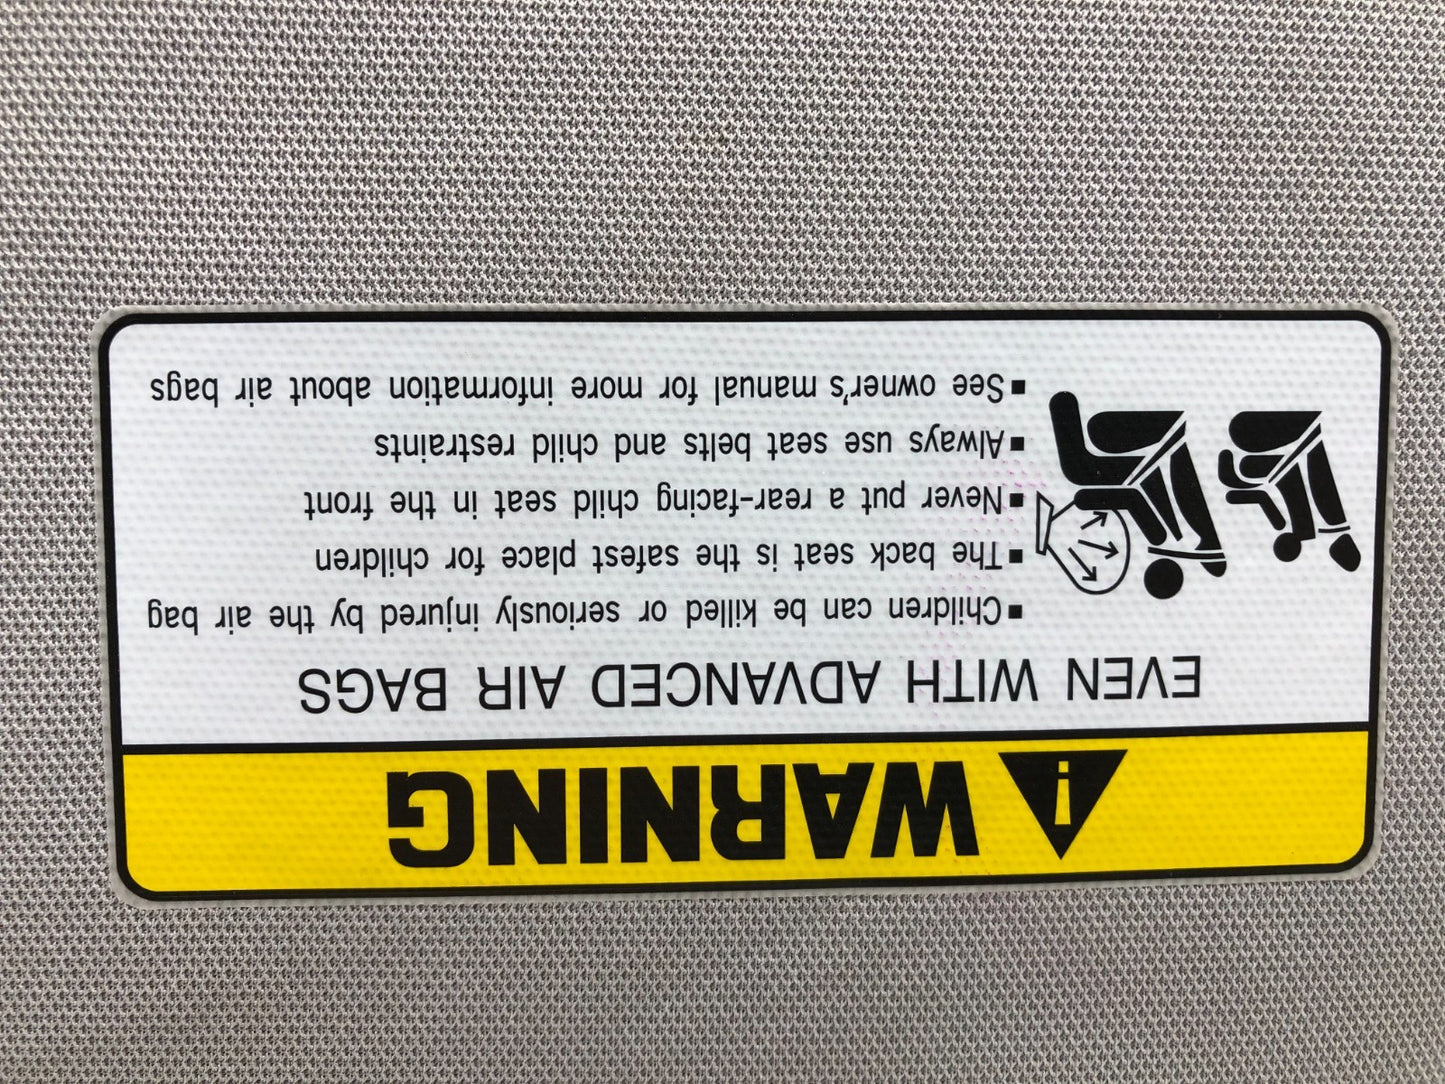 WARNING
EVEN WITH ADVANCED AIR BAGS
▪ Children can be killed or seriously injured by the air bag
▪ The back seat is the safest place for children
▪ Never put a rear-facing child seat in the front
▪ Always use seat belts and child restraints
▪ See owner's manual for more information about air bags